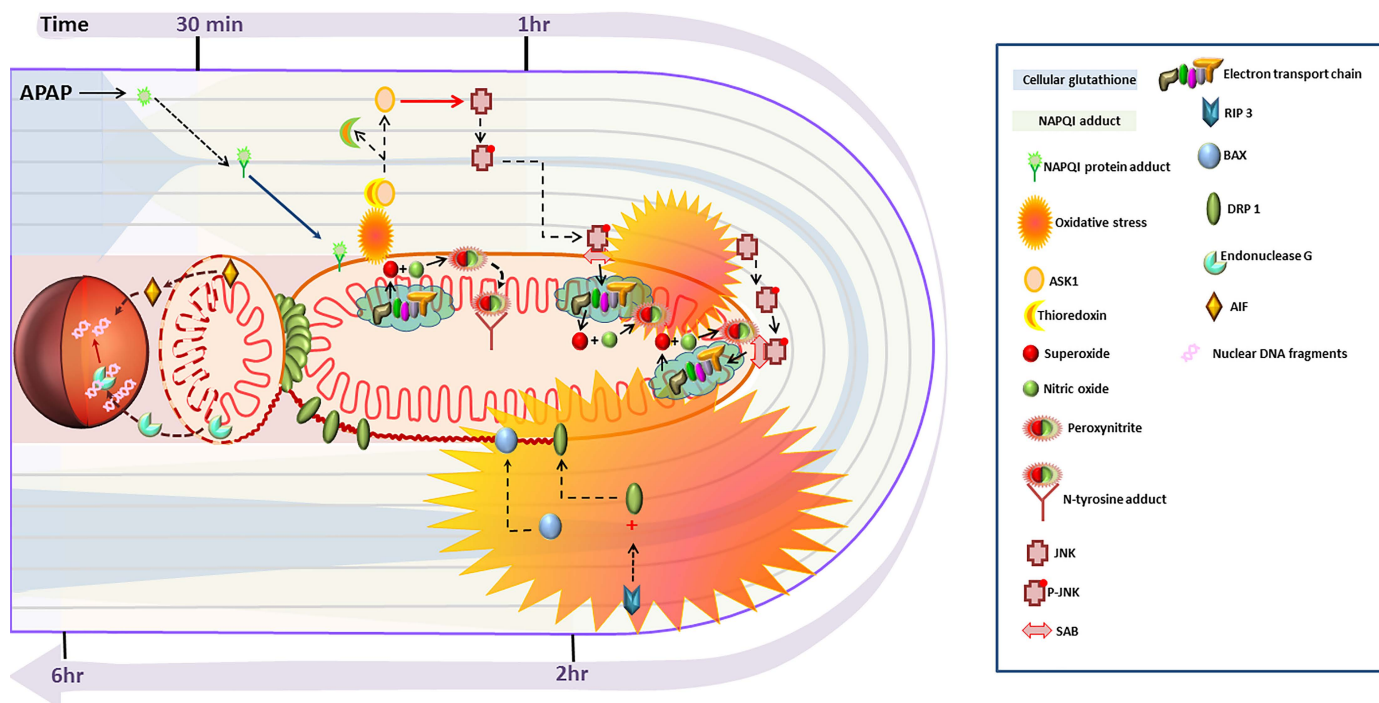 Time
30 min
1hr
APAP
6hr
2hr
Cellular glutathione
NAPQI adduct
NAPQI protein adduct
Oxidative stress
ASK1
Thioredoxin
Superoxide
Nitric oxide
Peroxynitrite
N-tyrosine adduct
JNK
P-JNK
SAB
Electron transport chain
RIP 3
BAX
DRP 1
Endonuclease G
AIF
Nuclear DNA fragments